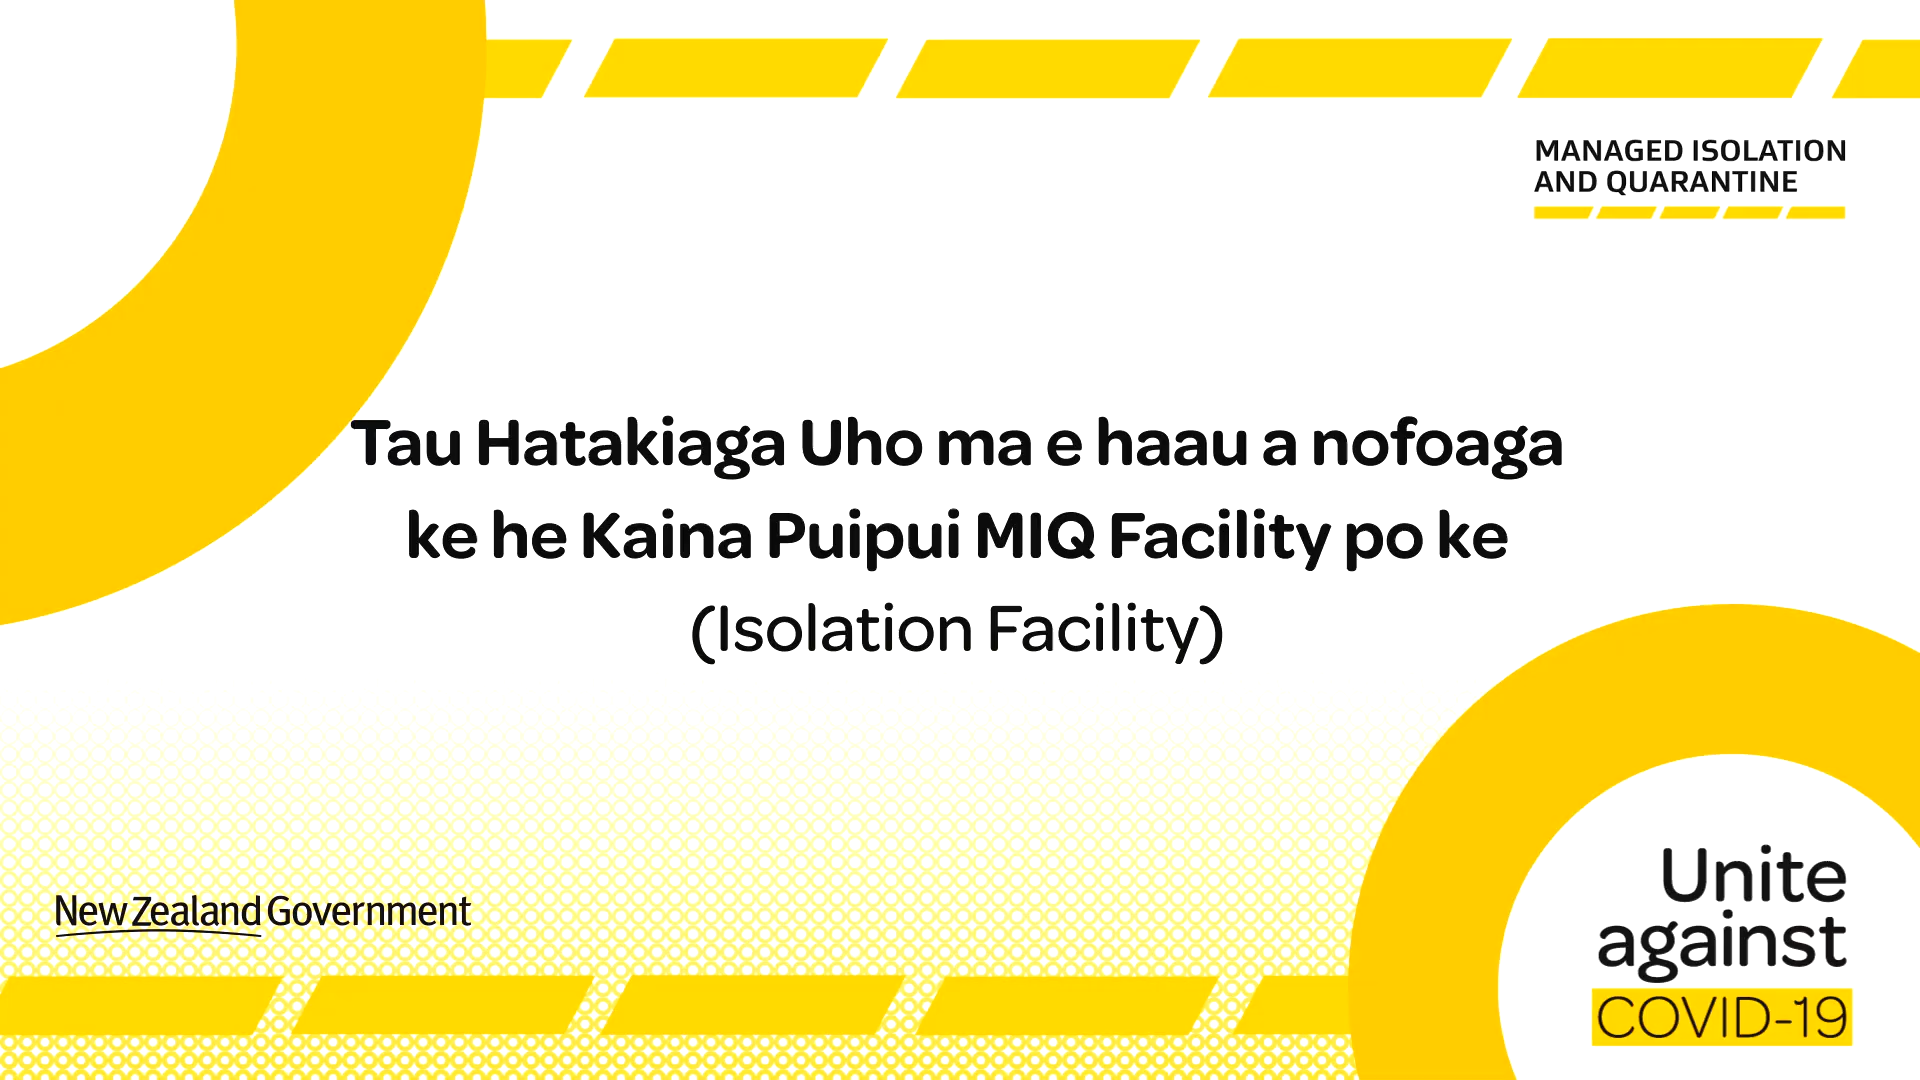 MANAGED ISOLATION
AND QUARANTINE
Tau Hatakiaga Uho ma e haau a nofoaga
ke he Kaina Puipui MIQ Facility po ke
(Isolation Facility)
New Zealand Government
Unite
against
COVID-19